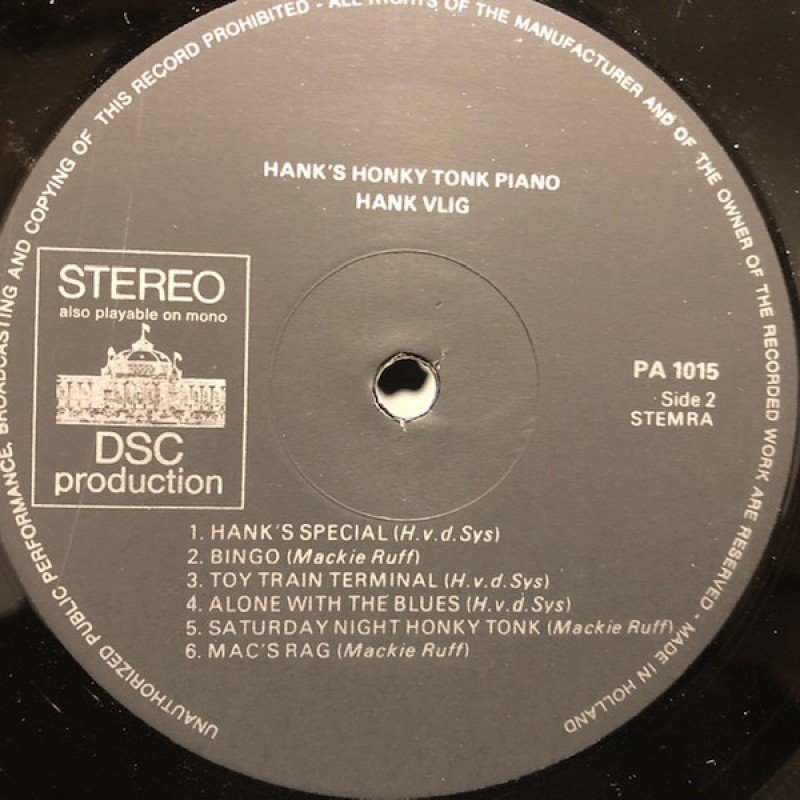 UNAUTHORIZED PUBLIC PERFORMANCE, BROADCASTING AND COPYING OF THIS RECORD PROHIBITED - ALL RIGHTS OF THE MANUFACTURER AND OF THE OWNER OF THE RECORDED WORK ARE RESERVED - MADE IN HOLLAND
HANK'S HONKY TONK PIANO
HANK VLIG
STEREO
also playable on mono
DSC
production
PA 1015
Side 2
STEMRA
1. HANK'S SPECIAL (H.v.d.Sys)
2. BINGO (Mackie Ruff)
3. TOY TRAIN TERMINAL (H.v.d.Sys)
4. ALONE WITH THE BLUES (H.v.d.Sys)
5. SATURDAY NIGHT HONKY TONK (Mackie Ruff)
6. MAC'S RAG (Mackie Ruff)